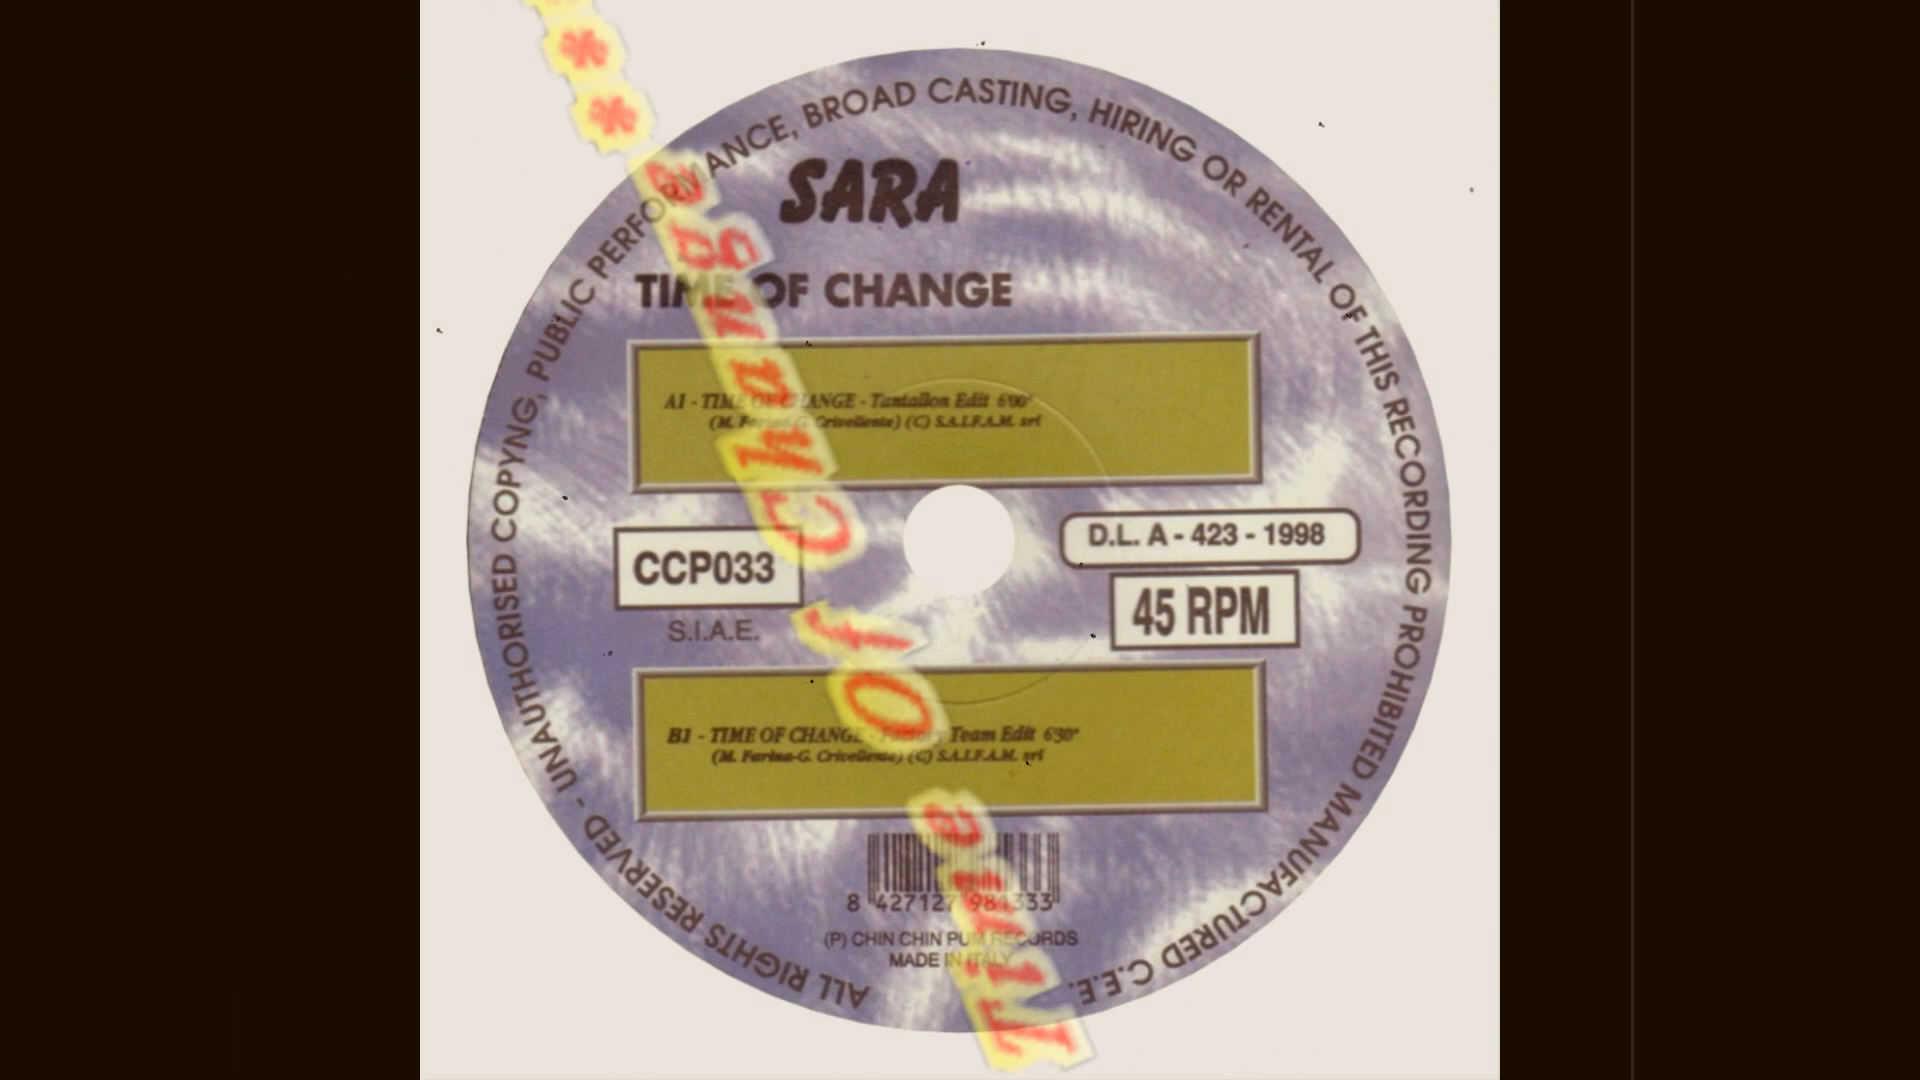 ALL RIGHTS RESERVED - UNAUTHORISED COPYNG, PUBLIC PERFORMANCE, BROAD CASTING, HIRING OR RENTAL OF THIS RECORDING PROHIBITED MANUFACTURED C.E.E.
SARA
TIME OF CHANGE
A1 - TIME OF CHANGE - Tantallon Edit 6'00"
(M. Farina-G. Crivellente) (C) S.A.I.F.A.M. srl
CCP033
S.I.A.E.
D.L. A - 423 - 1998
45 RPM
B1 - TIME OF CHANGE - Factory Team Edit 6'30"
(M. Farina-G. Crivellente) (C) S.A.I.F.A.M. srl
8 427127 981333
(P) CHIN CHIN PUM RECORDS
MADE IN ITALY
Time Of Change **